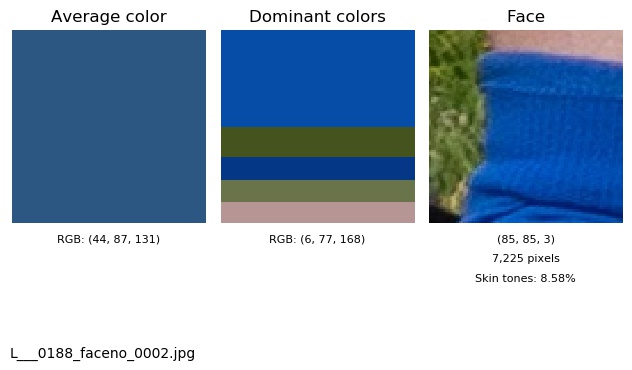 Average color
Dominant colors
Face
RGB: (44, 87, 131)
RGB: (6, 77, 168)
(85, 85, 3)
7,225 pixels
Skin tones: 8.58%
L___0188_faceno_0002.jpg